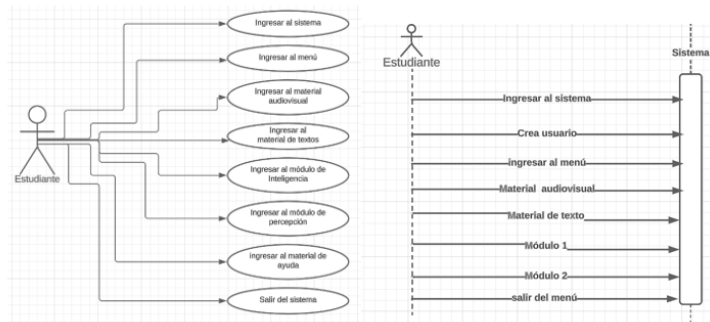 Ingresar al sistema
Ingresar al menú
Ingresar al material
audiovisual
Ingresar al
material de textos
Ingresar al módulo de
Inteligencia
Ingresar al módulo de
percepción
Ingresar al material de
ayuda
Salir del sistema
Estudiante
Estudiante
Sistema
Ingresar al sistema
Crea usuario
ingresar al menú
Material audiovisual
Material de texto
Módulo 1
Módulo 2
salir del menú